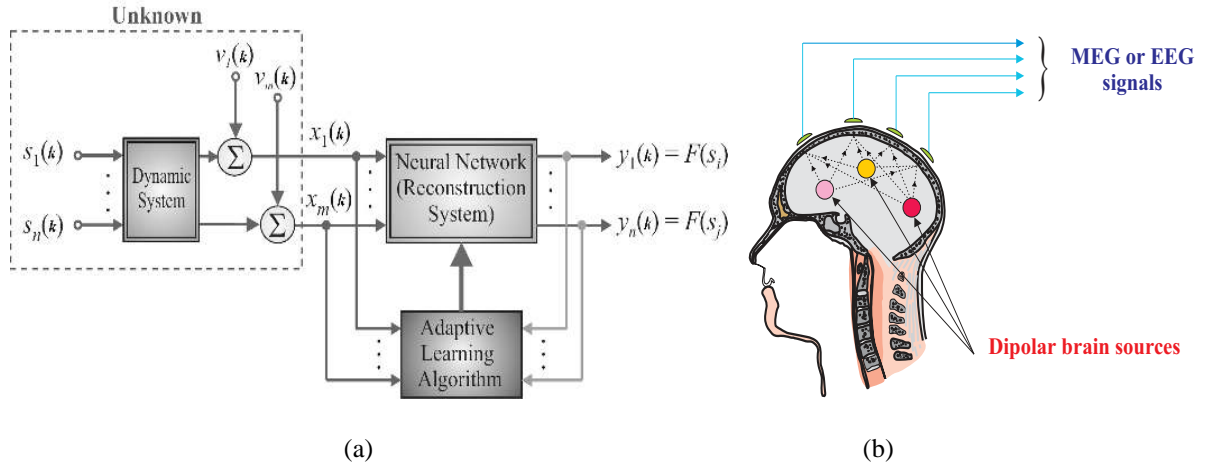 Unknown
v1(k)
vm(k)
s1(k)
sn(k)
Dynamic
System
Σ
Σ
x1(k)
xm(k)
Neural Network
(Reconstruction
System)
Adaptive
Learning
Algorithm
y1(k) = F(si)
yn(k) = F(sj)
(a)
MEG or EEG
signals
Dipolar brain sources
(b)